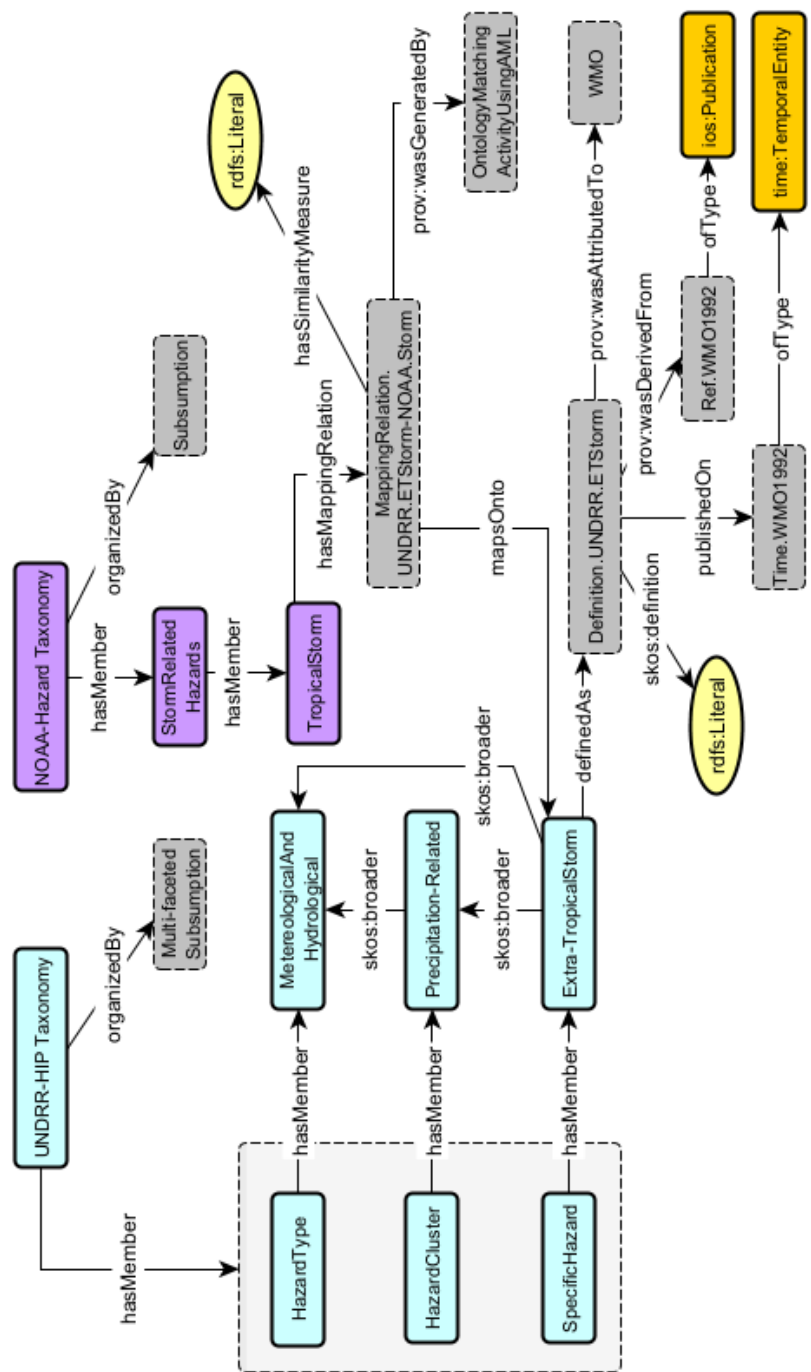 UNDRR-HIP Taxonomy
hasMember
organizedBy
Multi-faceted
Subsumption
HazardType
HazardCluster
SpecificHazard
hasMember
hasMember
hasMember
MetereologicalAnd
Hydrological
skos:broader
Precipitation-Related
skos:broader
skos:broader
Extra-TropicalStorm
NOAA-Hazard Taxonomy
hasMember
organizedBy
Subsumption
StormRelated
Hazards
hasMember
TropicalStorm
hasMappingRelation
MappingRelation.
UNDRR.ETStorm-NOAA.Storm
hasSimilarityMeasure
rdfs:Literal
prov:wasGeneratedBy
OntologyMatching
ActivityUsingAML
mapsOnto
definedAs
Definition.UNDRR.ETStorm
prov:wasAttributedTo
WMO
prov:wasDerivedFrom
Ref.WMO1992
ofType
ios:Publication
publishedOn
Time.WMO1992
ofType
time:TemporalEntity
skos:definition
rdfs:Literal